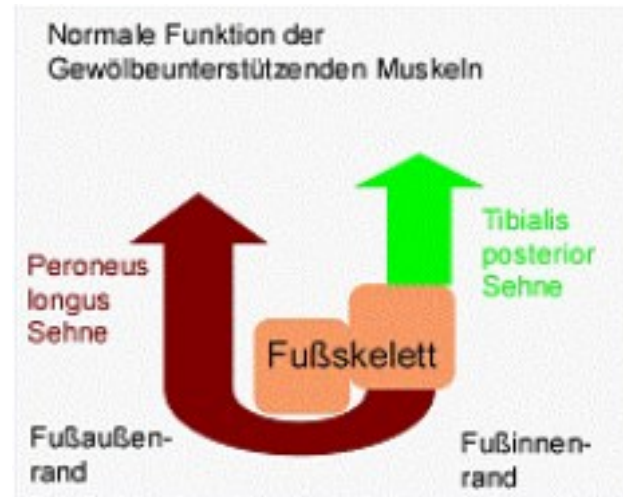 Normale Funktion der
Gewölbeunterstützenden Muskeln
Peroneus
longus
Sehne
Tibialis
posterior
Sehne
Fußskelett
Fußaußen-
rand
Fußinnen-
rand